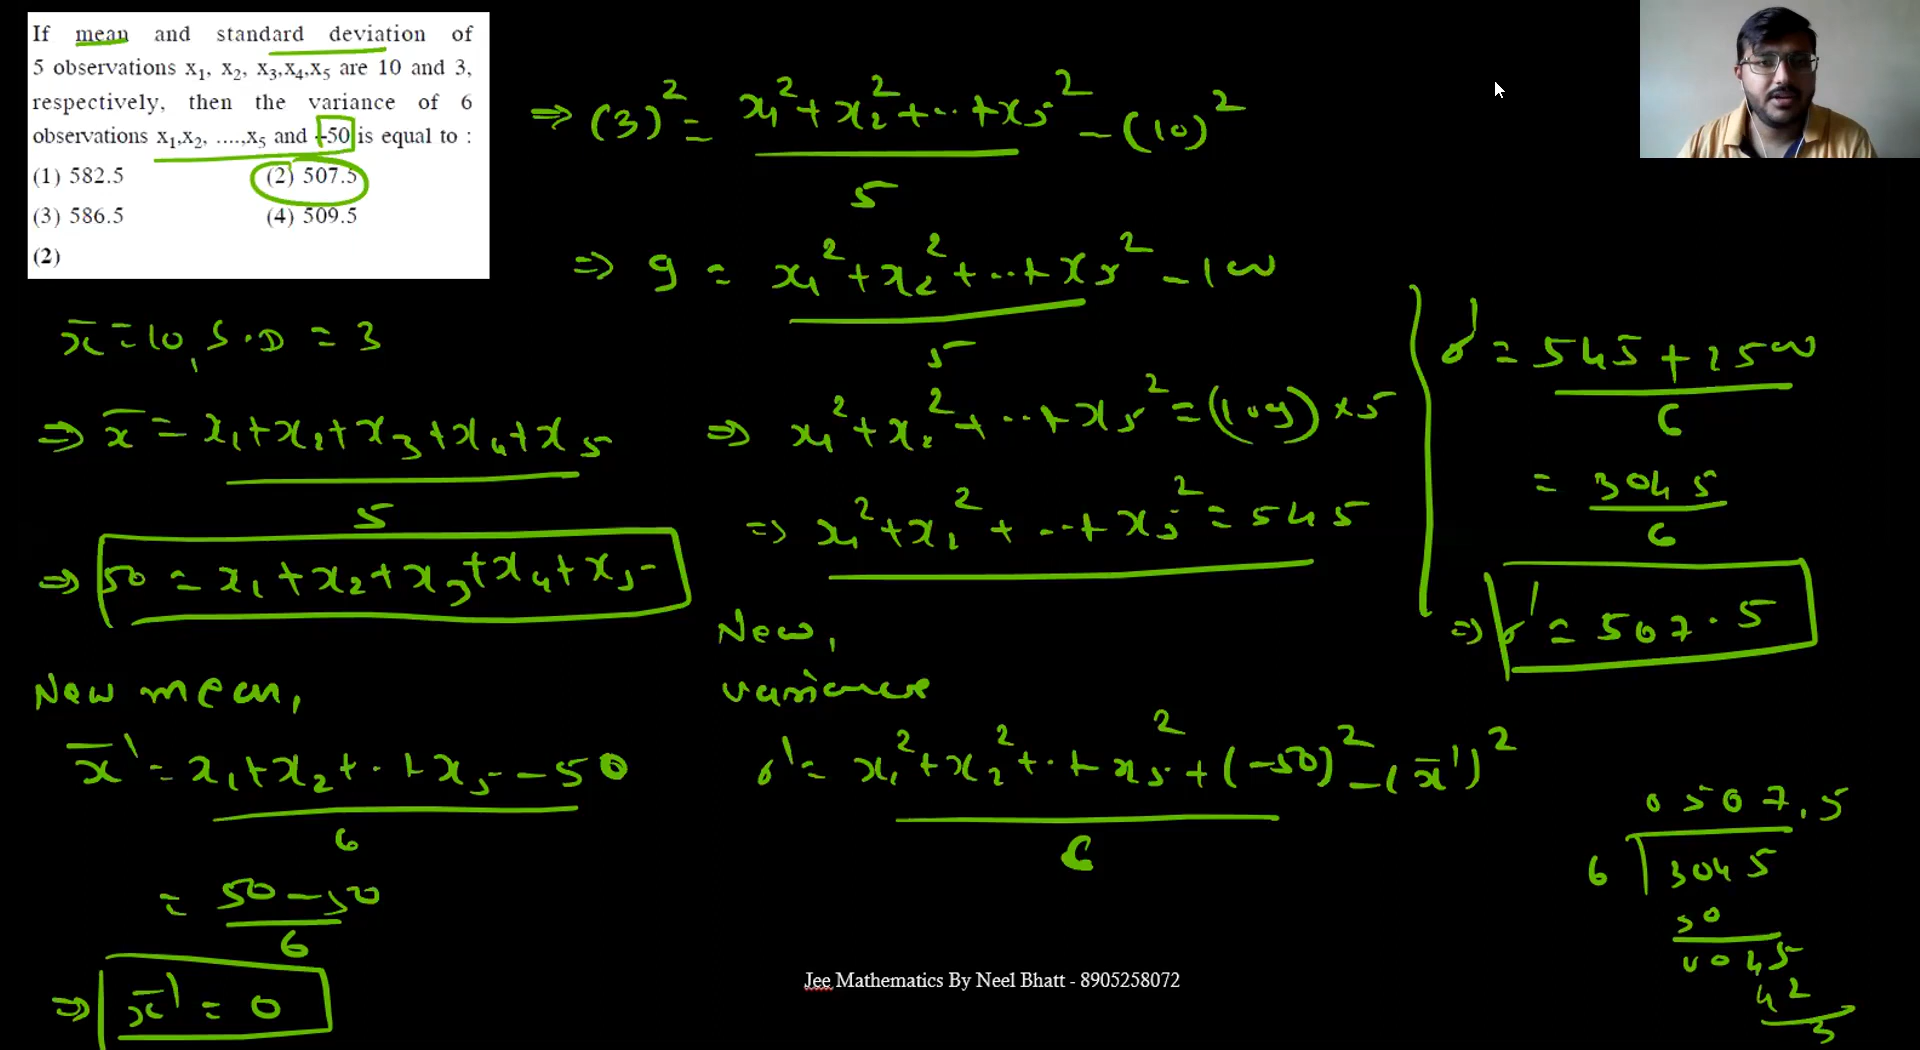 If mean and standard deviation of
5 observations x₁, x₂, x₃,x₄,x₅ are 10 and 3,
respectively, then the variance of 6
observations x₁,x₂, ....,x₅ and -50 is equal to :
(1) 582.5 (2) 507.5
(3) 586.5 (4) 509.5
(2)
x̄ = 10, S.D = 3
⇒ x̄ = x₁+x₂+x₃+x₄+x₅
5
⇒ 50 = x₁+x₂+x₃+x₄+x₅
New mean,
x̄' = x₁+x₂+..+x₅-50
6
= 50-50
6
⇒ x̄' = 0
⇒ (3)² = x₁²+x₂²+..+x₅² - (10)²
5
⇒ 9 = x₁²+x₂²+..+x₅² - 100
5
⇒ x₁²+x₂²+..+x₅² = (109)×5
⇒ x₁²+x₂²+..+x₅² = 545
New,
variance
σ' = x₁²+x₂²+..+x₅²+(-50)² - (x̄')²
6
σ' = 545+2500
6
= 3045
6
⇒ σ' = 507.5
0507.5
6 3045
30
0045
42
3
Jee Mathematics By Neel Bhatt - 8905258072